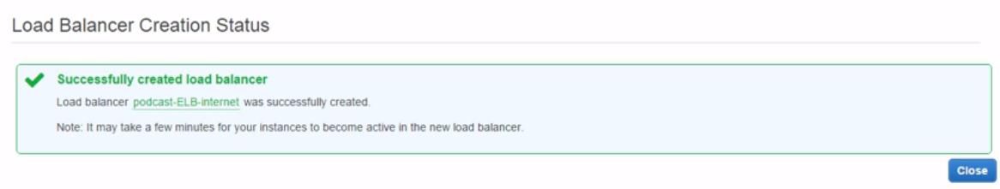 Load Balancer Creation Status
Successfully created load balancer
Load balancer podcast-ELB-internet was successfully created.
Note: It may take a few minutes for your instances to become active in the new load balancer.
Close